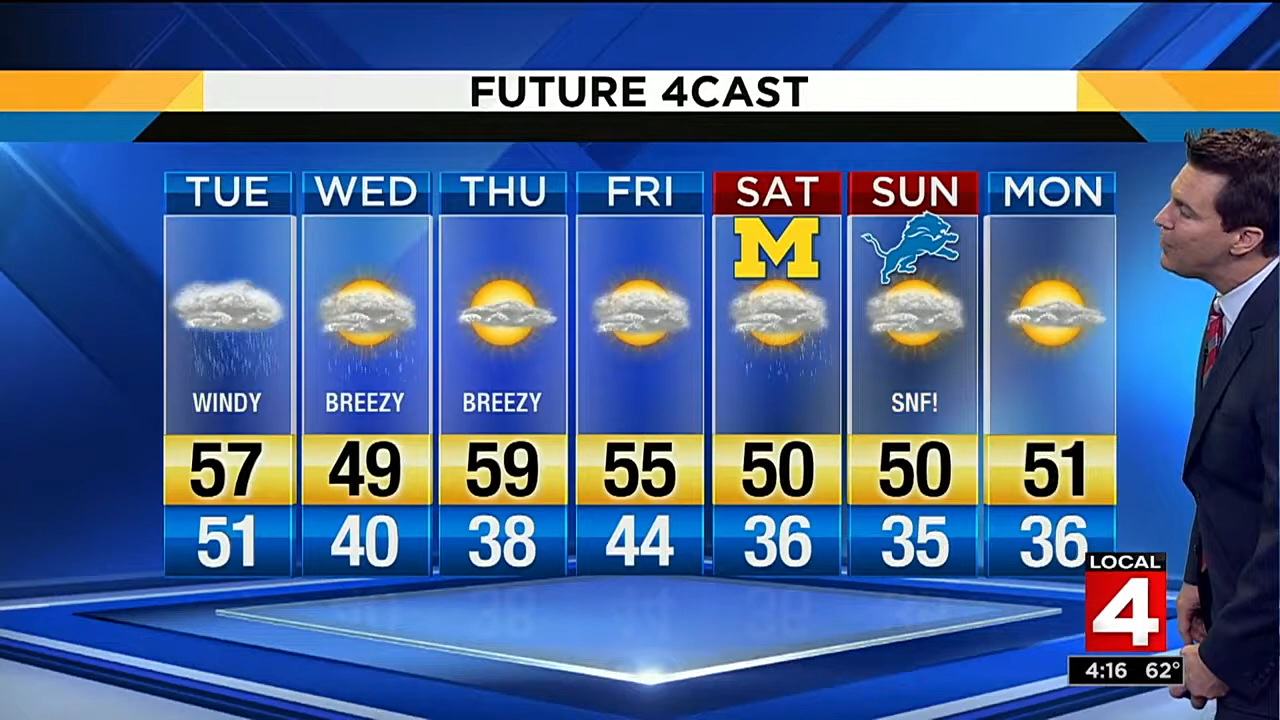 FUTURE 4CAST
TUE WED THU FRI SAT SUN MON
M
WINDY BREEZY BREEZY SNF!
57 49 59 55 50 50 51
51 40 38 44 36 35 36
LOCAL
4
4:16 62°